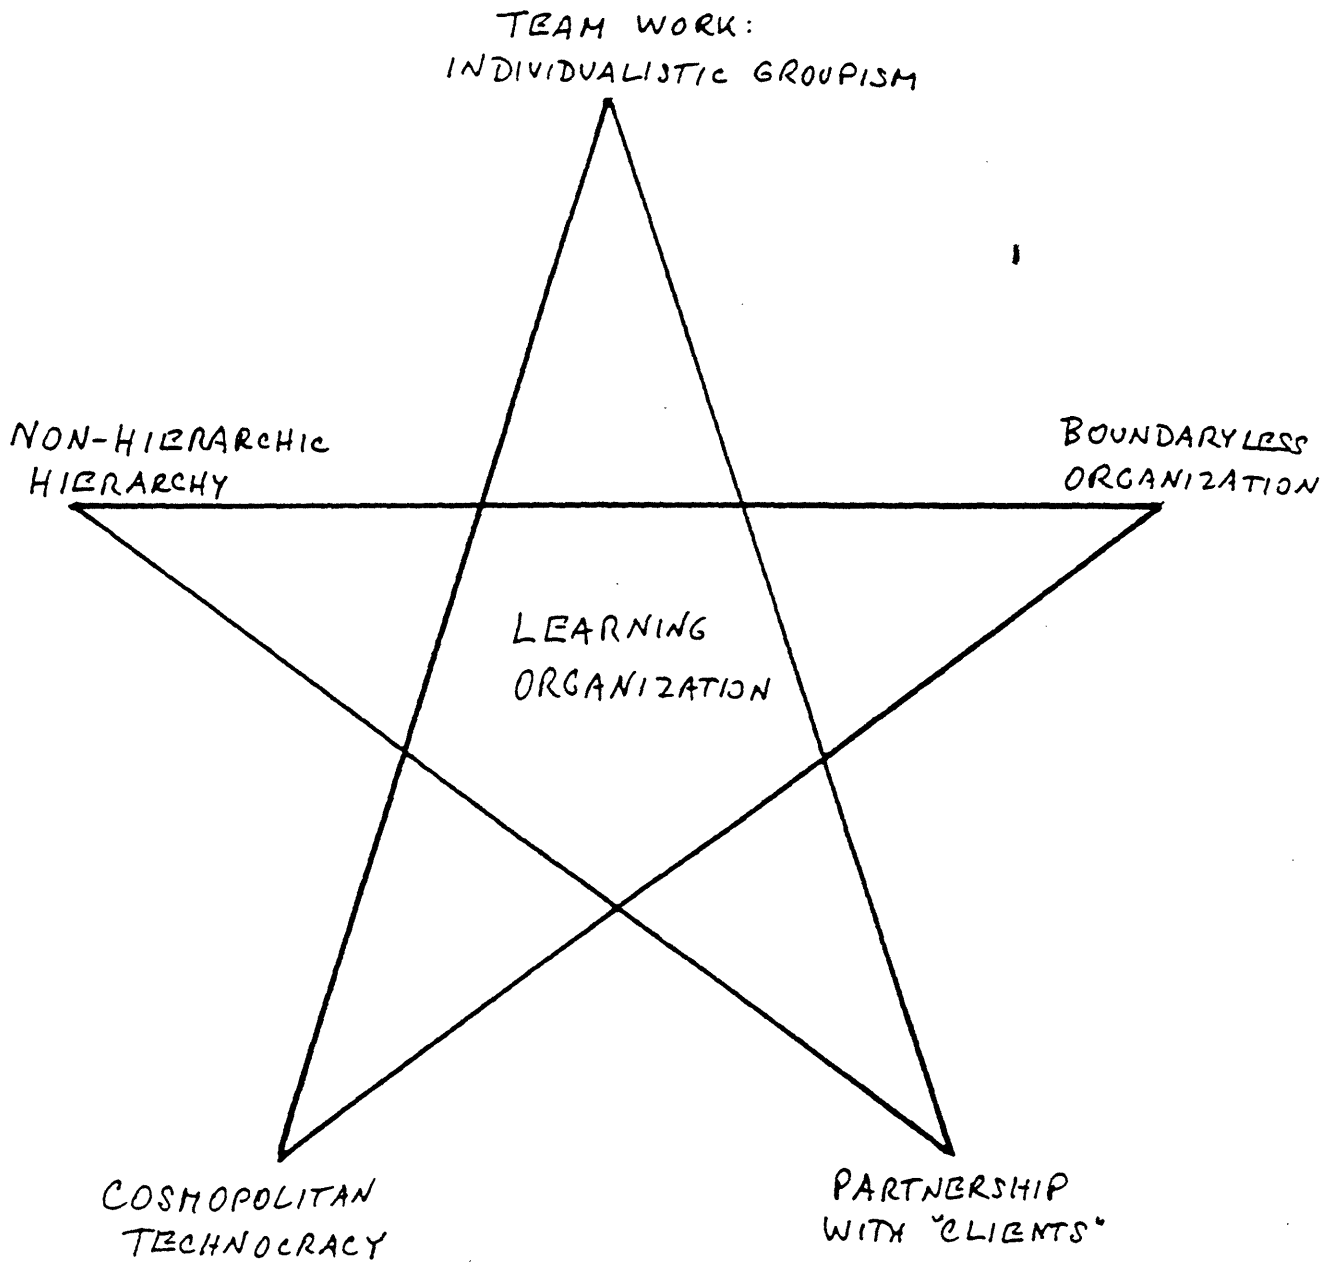 TEAM WORK:
INDIVIDUALISTIC GROUPISM
NON-HIERARCHIC
HIERARCHY
BOUNDARYLESS
ORGANIZATION
LEARNING
ORGANIZATION
COSMOPOLITAN
TECHNOCRACY
PARTNERSHIP
WITH "CLIENTS"